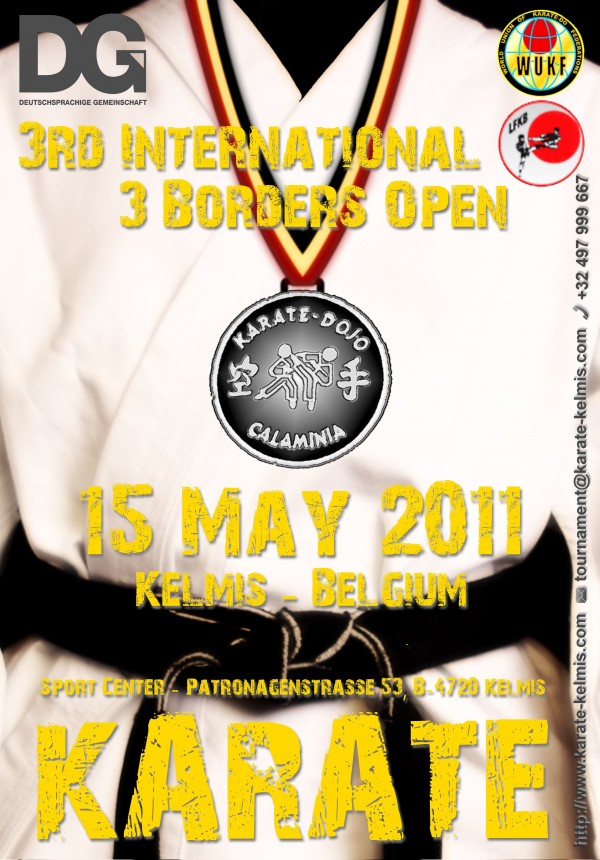 DG
DEUTSCHSPRACHIGE GEMEINSCHAFT
WORLD UNION OF KARATE-DO FEDERATIONS
WUKF
LFKB
3RD INTERNATIONAL
3 BORDERS OPEN
KARATE-DOJO
空 手
CALAMINIA
15 MAY 2011
KELMIS - BELGIUM
SPORT CENTER - PATRONAGENSTRASSE 53, B-4720 KELMIS
KARATE
http://www.karate-kelmis.com tournament@karate-kelmis.com +32 497 999 667